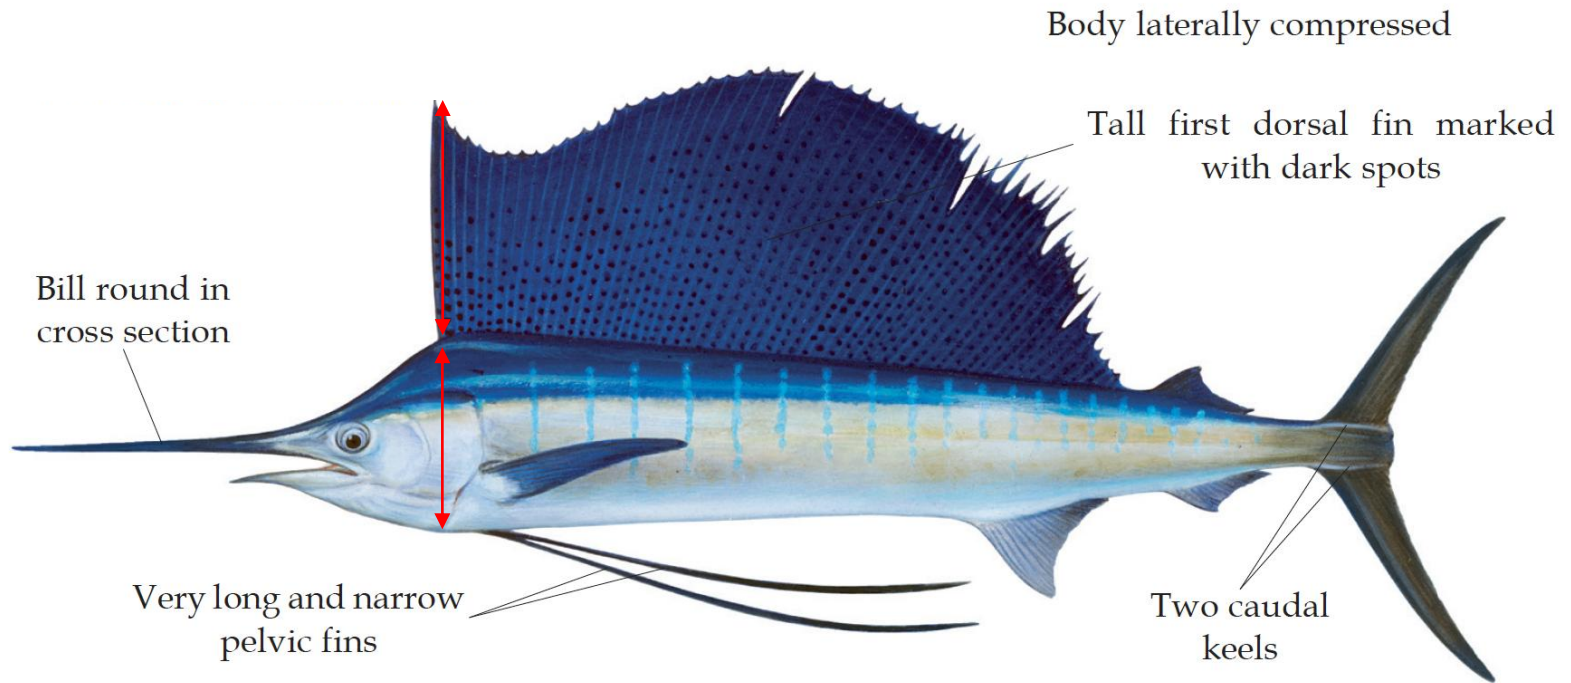 Body laterally compressed
Tall first dorsal fin marked
with dark spots
Bill round in
cross section
Very long and narrow
pelvic fins
Two caudal
keels